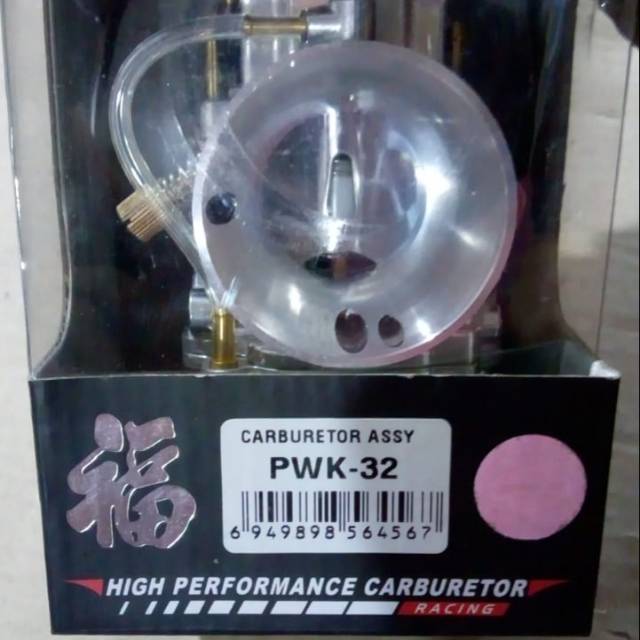 福
CARBURETOR ASSY
PWK-32
6 949898 564567
HIGH PERFORMANCE CARBURETOR
RACING